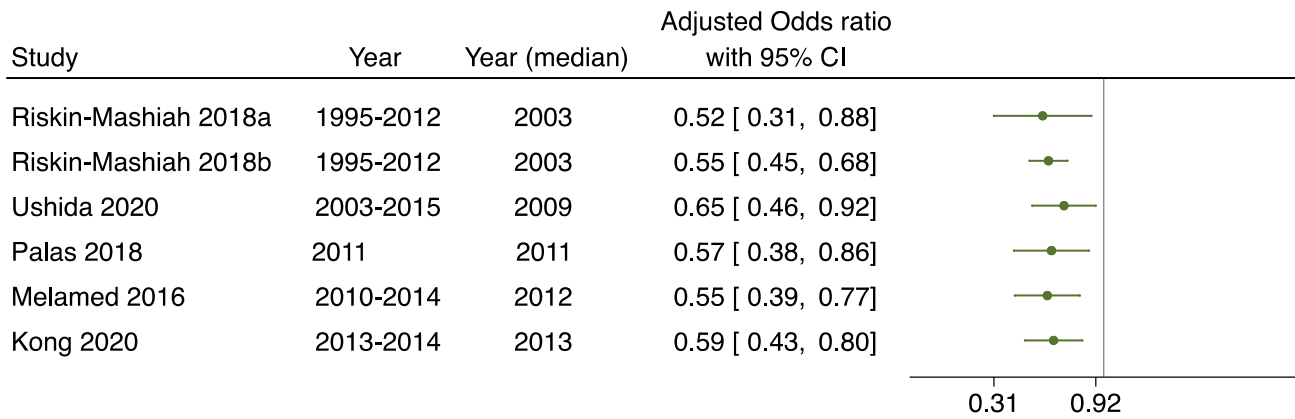 Adjusted Odds ratio
Study Year Year (median) with 95% CI
Riskin-Mashiah 2018a 1995-2012 2003 0.52 [ 0.31, 0.88]
Riskin-Mashiah 2018b 1995-2012 2003 0.55 [ 0.45, 0.68]
Ushida 2020 2003-2015 2009 0.65 [ 0.46, 0.92]
Palas 2018 2011 2011 0.57 [ 0.38, 0.86]
Melamed 2016 2010-2014 2012 0.55 [ 0.39, 0.77]
Kong 2020 2013-2014 2013 0.59 [ 0.43, 0.80]
0.31 0.92